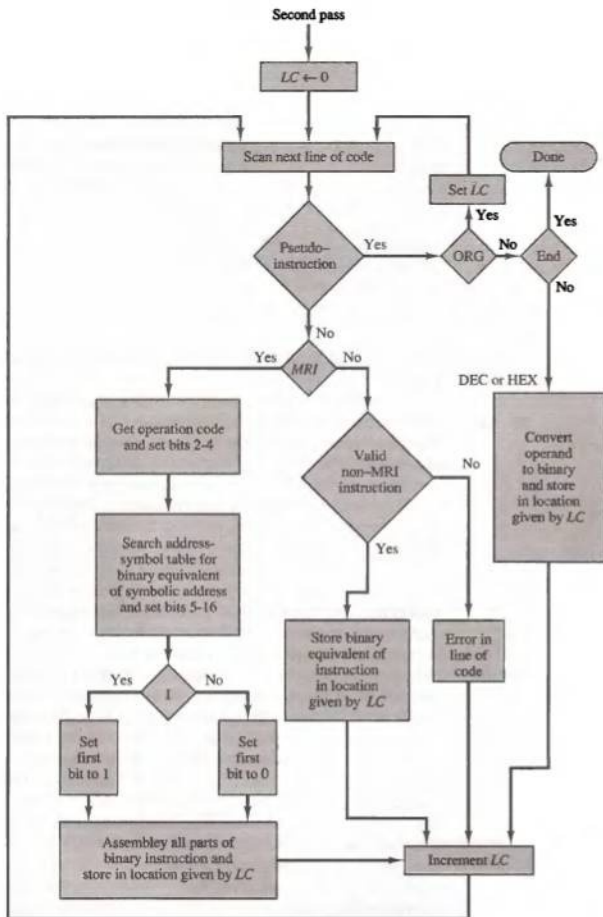 Second pass
LC ← 0
Scan next line of code
Done
Set LC
Yes
Yes
Pseudo-
instruction
Yes
ORG
No
End
No
No
Yes
MRI
No
DEC or HEX
Get operation code
and set bits 2-4
Valid
non-MRI
instruction
No
Convert
operand
to binary
and store
in location
given by LC
Search address-
symbol table for
binary equivalent
of symbolic address
and set bits 5-16
Yes
Store binary
equivalent of
instruction
in location
given by LC
Error in
line of
code
Yes
I
No
Set
first
bit to 1
Set
first
bit to 0
Assembley all parts of
binary instruction and
store in location given by LC
Increment LC